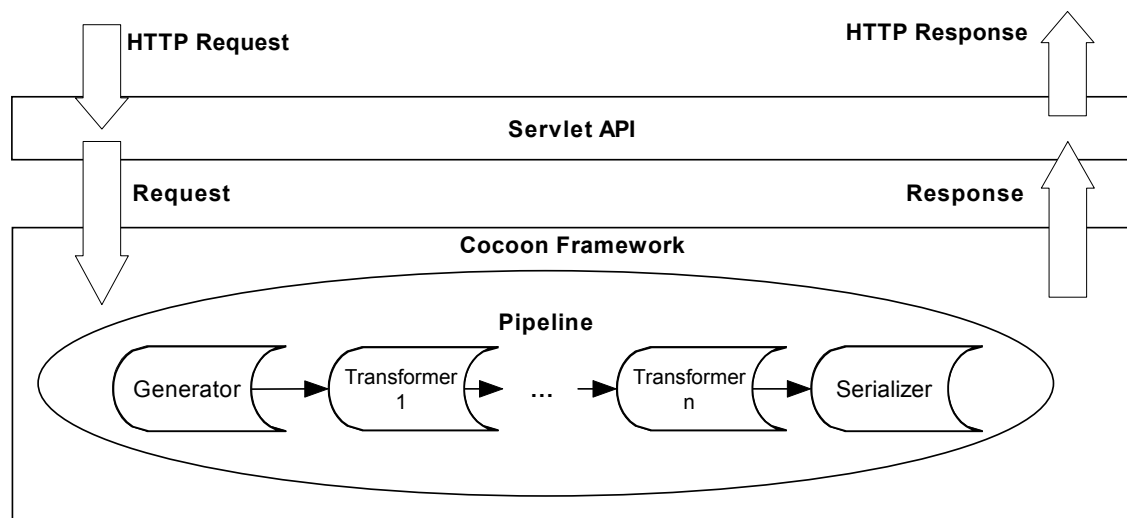 HTTP Request
HTTP Response
Servlet API
Request
Response
Cocoon Framework
Pipeline
Generator
Transformer
1
...
Transformer
n
Serializer